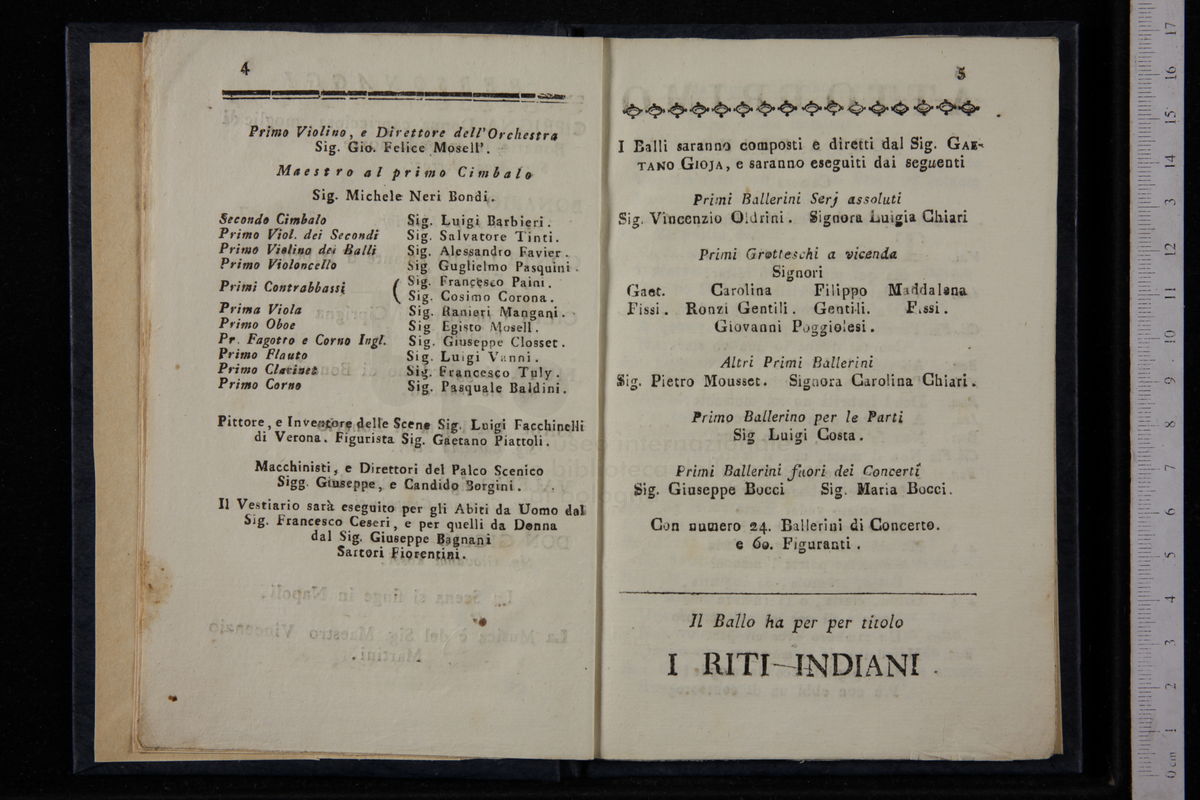 4
Primo Violino, e Direttore dell'Orchestra
Sig. Gio. Felice Mosell'.
Maestro al primo Cimbalo
Sig. Michele Neri Bondi.
Secondo Cimbalo Sig. Luigi Barbieri.
Primo Viol. dei Secondi Sig. Salvatore Tinti.
Primo Violino dei Balli Sig. Alessandro Favier.
Primo Violoncello Sig Guglielmo Pasquini.
Primi Contrabbassi ( Sig. Francesco Paini.
Sig. Cosimo Corona.
Prima Viola Sig. Ranieri Mangani.
Primo Oboe Sig Egisto Mosell.
Pr. Fagotto e Corno Ingl. Sig. Giuseppe Closset.
Primo Flauto Sig. Luigi Vanni.
Primo Clarinet Sig. Francesco Tuly.
Primo Corno Sig. Pasquale Baldini.
Pittore, e Inventore delle Scene Sig. Luigi Facchinelli
di Verona. Figurista Sig. Gaetano Piattoli.
Macchinisti, e Direttori del Palco Scenico
Sigg. Giuseppe, e Candido Borgini.
Il Vestiario sarà eseguito per gli Abiti da Uomo dal
Sig. Francesco Ceseri, e per quelli da Donna
dal Sig. Giuseppe Bagnani
Sartori Fiorentini.
5
I Balli saranno composti e diretti dal Sig. GAE-
TANO GIOJA, e saranno eseguiti dai seguenti
Primi Ballerini Serj assoluti
Sig. Vincenzio Oldrini. Signora Luigia Chiari
Primi Grotteschi a vicenda
Signori
Gaet. Carolina Filippo Maddalena
Fissi. Ronzi Gentili. Gentili. Fissi.
Giovanni Poggiolesi.
Altri Primi Ballerini
Sig. Pietro Mousset. Signora Carolina Chiari.
Primo Ballerino per le Parti
Sig Luigi Costa.
Primi Ballerini fuori dei Concerti
Sig. Giuseppe Bocci Sig. Maria Bocci.
Con numero 24. Ballerini di Concerto.
e 60. Figuranti.
Il Ballo ha per per titolo
I RITI INDIANI.